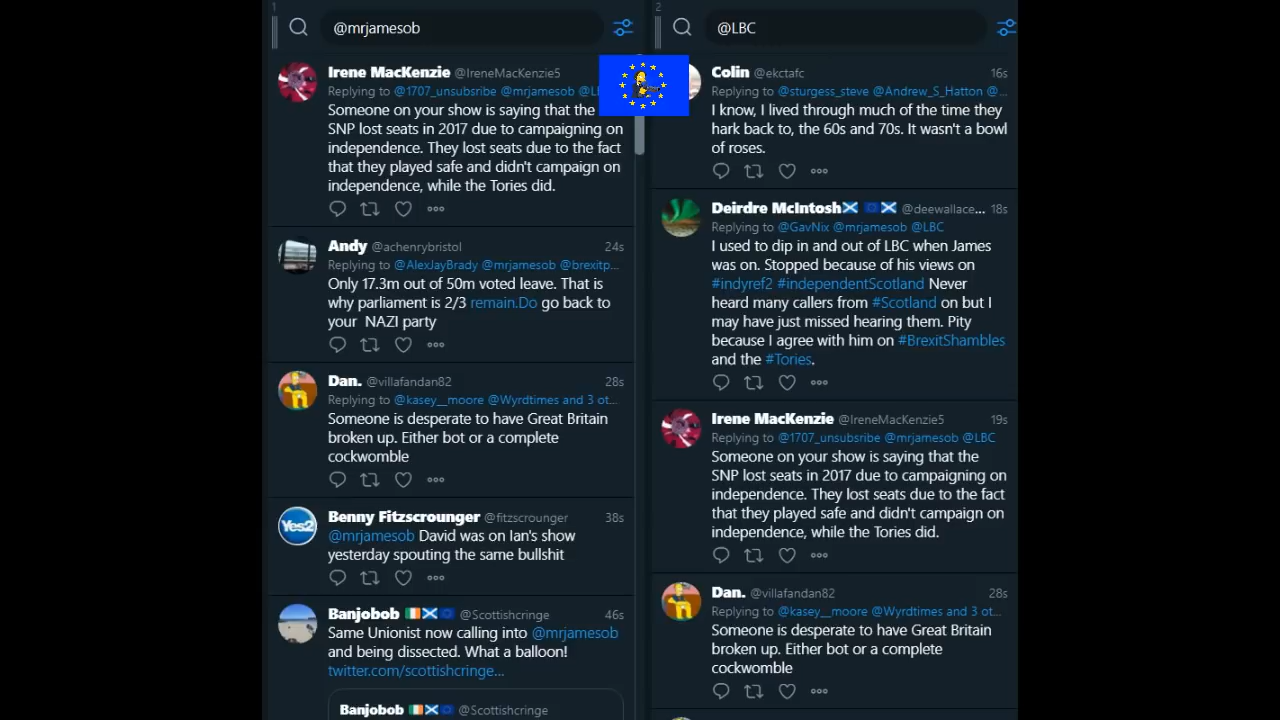 1
@mrjamesob
Irene MacKenzie @IreneMacKenzie5
Replying to @1707_unsubsribe @mrjamesob @L
Someone on your show is saying that the
SNP lost seats in 2017 due to campaigning on
independence. They lost seats due to the fact
that they played safe and didn't campaign on
independence, while the Tories did.
Andy @achenrybristol 24s
Replying to @AlexJayBrady @mrjamesob @brexitp...
Only 17.3m out of 50m voted leave. That is
why parliament is 2/3 remain.Do go back to
your NAZI party
Dan. @villafandan82 28s
Replying to @kasey__moore @Wyrdtimes and 3 ot...
Someone is desperate to have Great Britain
broken up. Either bot or a complete
cockwomble
Yes2
Benny Fitzscrounger @fitzscrounger 38s
@mrjamesob David was on Ian's show
yesterday spouting the same bullshit
Banjobob @Scottishcringe 46s
Same Unionist now calling into @mrjamesob
and being dissected. What a balloon!
twitter.com/scottishcringe...
Banjobob @Scottishcringe
2
@LBC
Colin @ekctafc 16s
Replying to @sturgess_steve @Andrew_S_Hatton @...
I know, I lived through much of the time they
hark back to, the 60s and 70s. It wasn't a bowl
of roses.
Deirdre McIntosh @deewallace... 18s
Replying to @GavNix @mrjamesob @LBC
I used to dip in and out of LBC when James
was on. Stopped because of his views on
#indyref2 #independentScotland Never
heard many callers from #Scotland on but I
may have just missed hearing them. Pity
because I agree with him on #BrexitShambles
and the #Tories.
Irene MacKenzie @IreneMacKenzie5 19s
Replying to @1707_unsubsribe @mrjamesob @LBC
Someone on your show is saying that the
SNP lost seats in 2017 due to campaigning on
independence. They lost seats due to the fact
that they played safe and didn't campaign on
independence, while the Tories did.
Dan. @villafandan82 28s
Replying to @kasey__moore @Wyrdtimes and 3 ot...
Someone is desperate to have Great Britain
broken up. Either bot or a complete
cockwomble